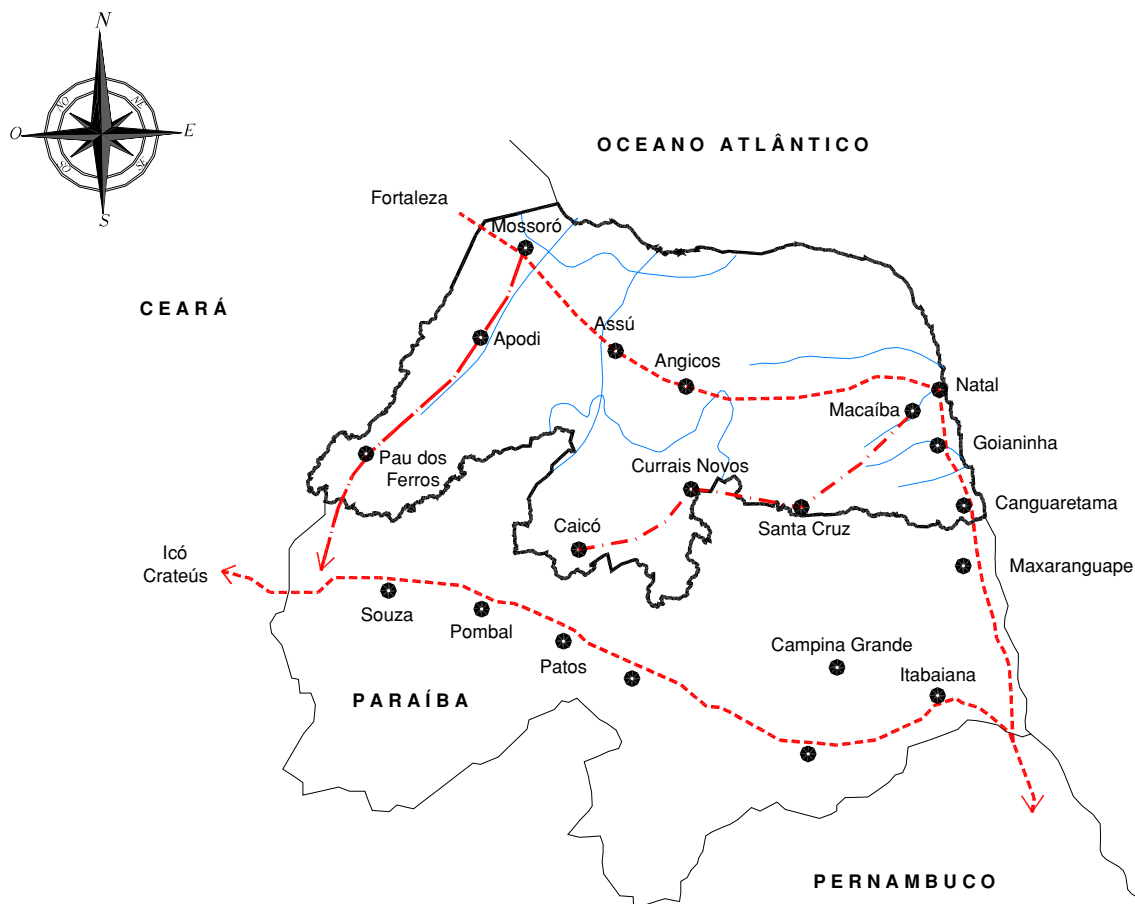 N
NO
NE
O
E
SO
SE
S
OCEANO ATLÂNTICO
Fortaleza
Mossoró
CEARÁ
Assú
Apodi
Angicos
Natal
Macaíba
Goianinha
Pau dos
Ferros
Currais Novos
Canguaretama
Santa Cruz
Caicó
Icó
Crateús
Maxaranguape
Souza
Pombal
Campina Grande
Patos
Itabaiana
PARAÍBA
PERNAMBUCO